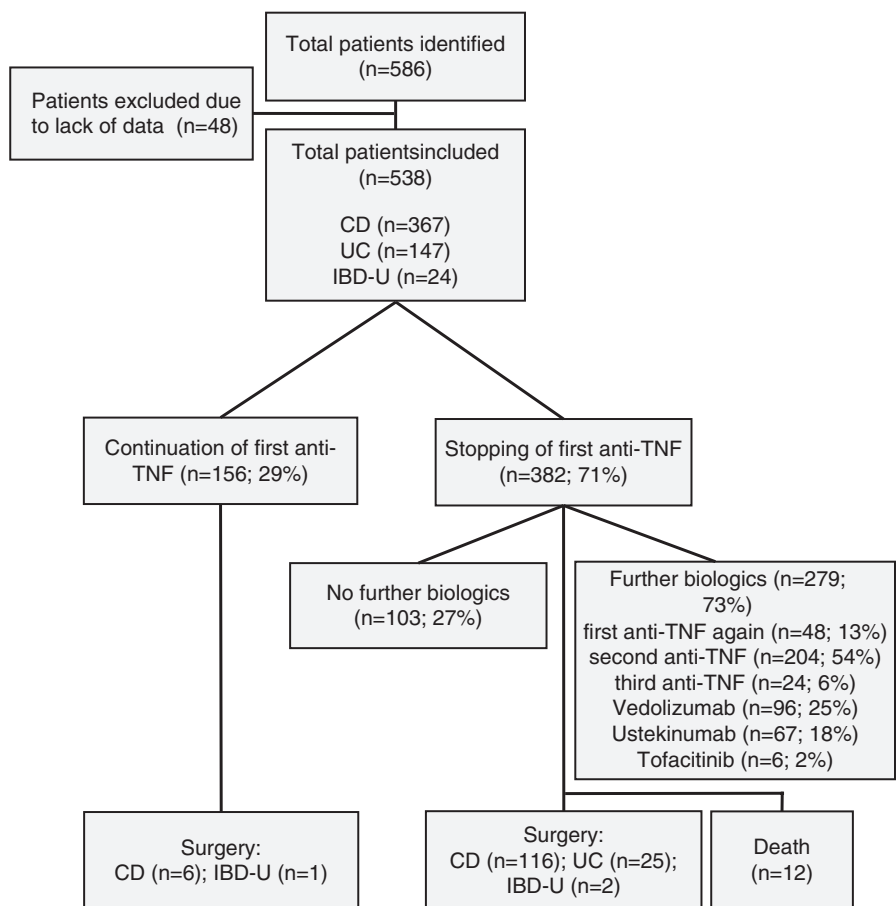 Total patients identified
(n=586)
Patients excluded due
to lack of data (n=48)
Total patientsincluded
(n=538)
CD (n=367)
UC (n=147)
IBD-U (n=24)
Continuation of first anti-
TNF (n=156; 29%)
Stopping of first anti-TNF
(n=382; 71%)
No further biologics
(n=103; 27%)
Further biologics (n=279;
73%)
first anti-TNF again (n=48; 13%)
second anti-TNF (n=204; 54%)
third anti-TNF (n=24; 6%)
Vedolizumab (n=96; 25%)
Ustekinumab (n=67; 18%)
Tofacitinib (n=6; 2%)
Surgery:
CD (n=6); IBD-U (n=1)
Surgery:
CD (n=116); UC (n=25);
IBD-U (n=2)
Death
(n=12)